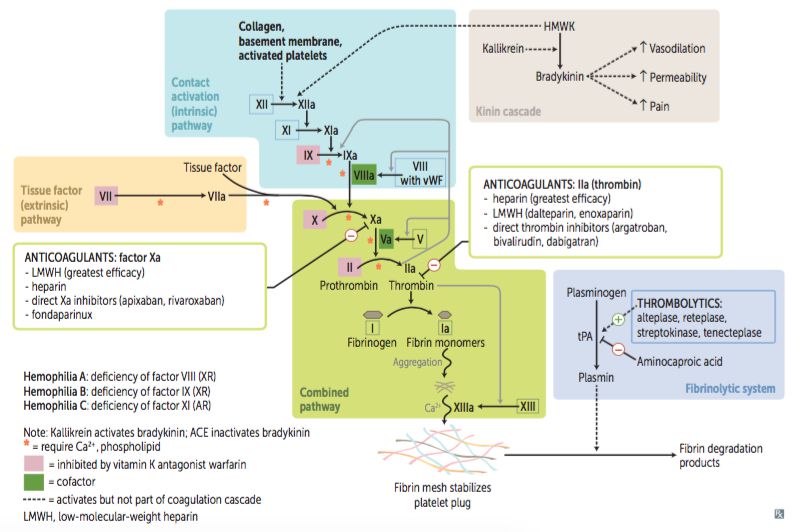 Collagen,
basement membrane,
activated platelets
Contact
activation
(intrinsic)
pathway
XII
XIIa
XI
XIa
IX
IXa
*
*
VIIIa
VIII
with vWF
HMWK
Kallikrein
Bradykinin
↑ Vasodilation
↑ Permeability
↑ Pain
Kinin cascade
Tissue factor
(extrinsic)
pathway
Tissue factor
VII
*
VIIa
*
X
*
Xa
*
Va
V
II
*
IIa
Prothrombin
Thrombin
I
Ia
Fibrinogen
Fibrin monomers
Aggregation
Ca²⁺
XIIIa
XIII
Combined
pathway
Fibrin mesh stabilizes
platelet plug
ANTICOAGULANTS: factor Xa
- LMWH (greatest efficacy)
- heparin
- direct Xa inhibitors (apixaban, rivaroxaban)
- fondaparinux
ANTICOAGULANTS: IIa (thrombin)
- heparin (greatest efficacy)
- LMWH (dalteparin, enoxaparin)
- direct thrombin inhibitors (argatroban,
bivalirudin, dabigatran)
Plasminogen
tPA
Plasmin
THROMBOLYTICS:
alteplase, reteplase,
streptokinase, tenecteplase
Aminocaproic acid
Fibrinolytic system
Fibrin degradation
products
Hemophilia A: deficiency of factor VIII (XR)
Hemophilia B: deficiency of factor IX (XR)
Hemophilia C: deficiency of factor XI (AR)
Note: Kallikrein activates bradykinin; ACE inactivates bradykinin
* = require Ca²⁺, phospholipid
= inhibited by vitamin K antagonist warfarin
= cofactor
= activates but not part of coagulation cascade
LMWH, low-molecular-weight heparin